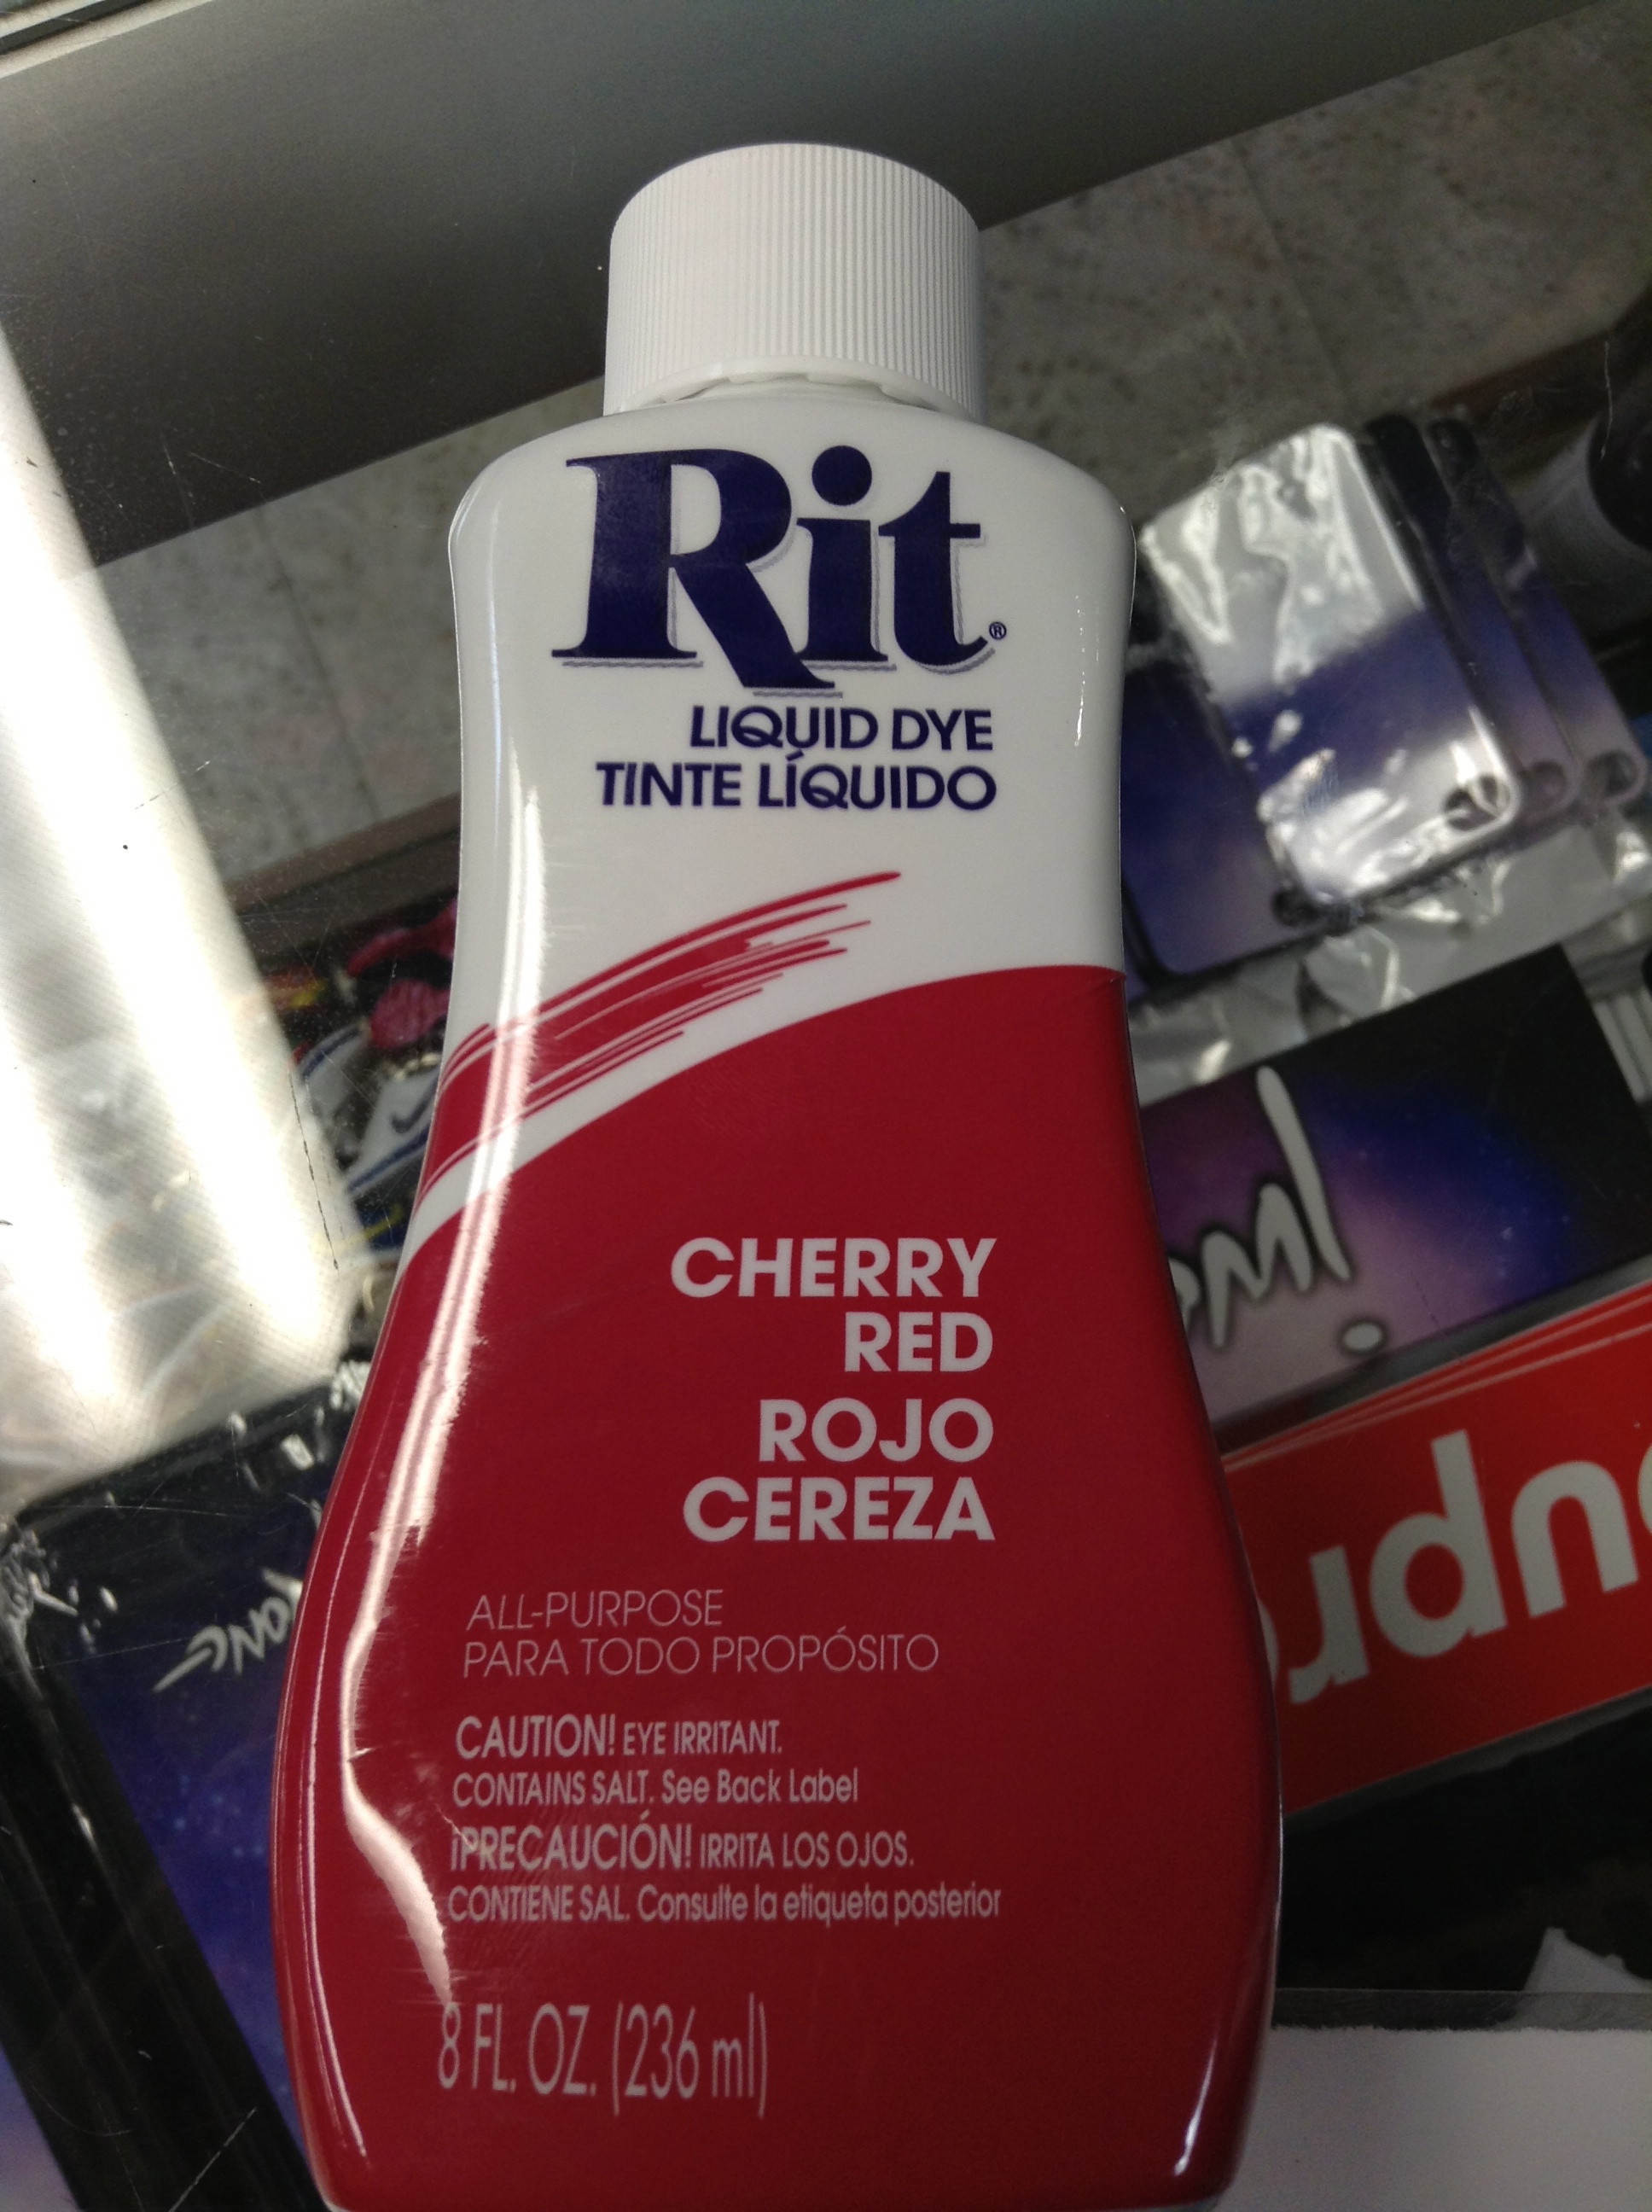 Rit®
LIQUID DYE
TINTE LÍQUIDO
CHERRY
RED
ROJO
CEREZA
ALL-PURPOSE
PARA TODO PROPÓSITO
CAUTION! EYE IRRITANT.
CONTAINS SALT. See Back Label
¡PRECAUCIÓN! IRRITA LOS OJOS.
CONTIENE SAL. Consulte la etiqueta posterior
8 FL. OZ. (236 ml)